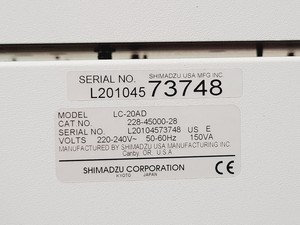 SERIAL NO. SHIMADZU USA MFG INC
L201045 73748
MODEL LC-20AD
CAT NO. 228-45000-28
SERIAL NO. L20104573748 US E
VOLTS 220-240V~ 50-60Hz 150VA
MANUFACTURED BY SHIMADZU USA MANUFACTURING INC
Canby, OR, U.S.A
SHIMADZU CORPORATION
KYOTO JAPAN